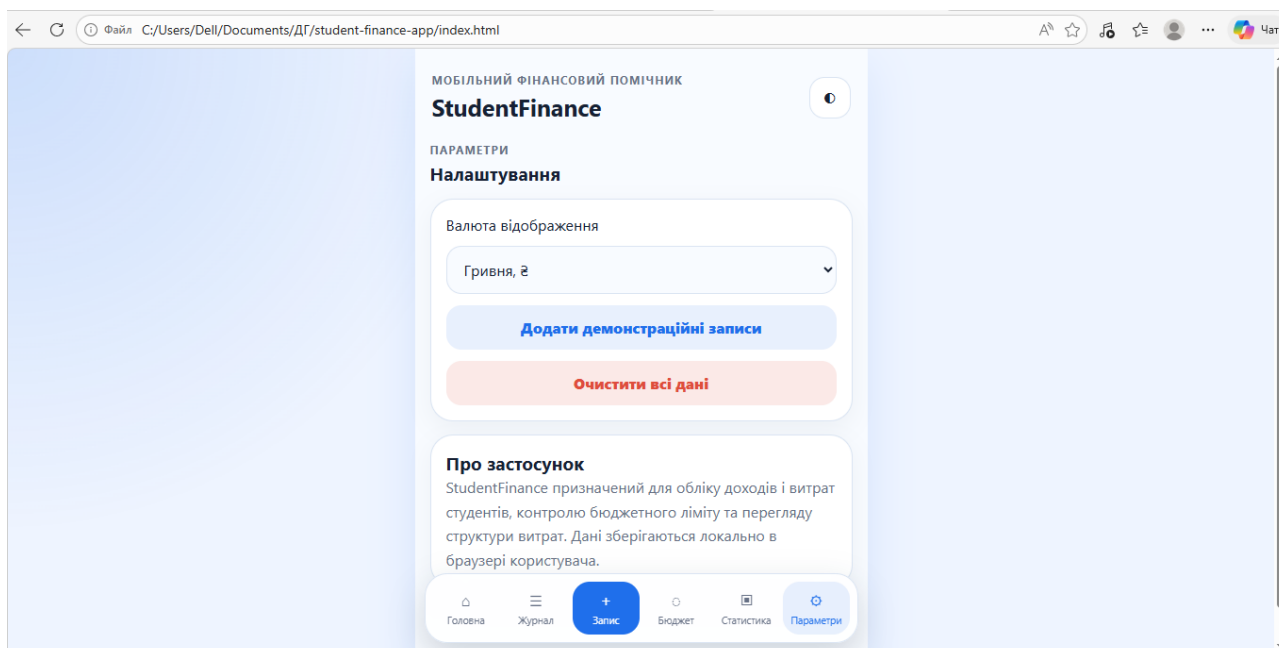 Файл C:/Users/Dell/Documents/ДГ/student-finance-app/index.html
Чат
МОБІЛЬНИЙ ФІНАНСОВИЙ ПОМІЧНИК
StudentFinance
ПАРАМЕТРИ
Налаштування
Валюта відображення
Гривня, ₴
Додати демонстраційні записи
Очистити всі дані
Про застосунок
StudentFinance призначений для обліку доходів і витрат
студентів, контролю бюджетного ліміту та перегляду
структури витрат. Дані зберігаються локально в
браузері користувача.
Головна Журнал + Запис Бюджет Статистика Параметри